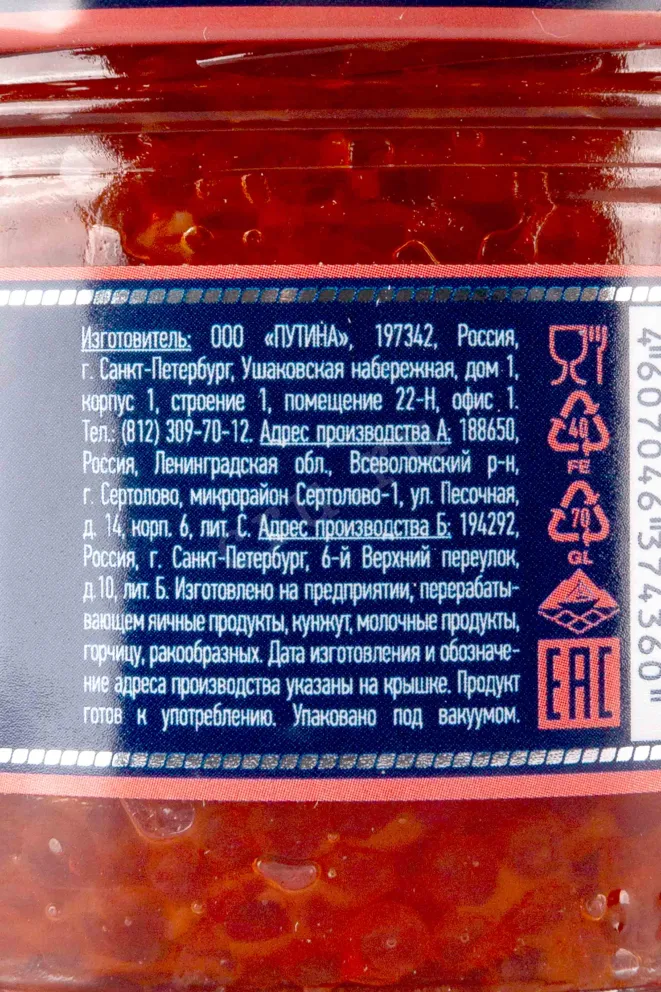 Изготовитель: ООО «ПУТИНА», 197342, Россия,
г. Санкт-Петербург, Ушаковская набережная, дом 1,
корпус 1, строение 1, помещение 22-Н, офис 1.
Тел.: (812) 309-70-12. Адрес производства А: 188650,
Россия, Ленинградская обл., Всеволожский р-н,
г. Сертолово, микрорайон Сертолово-1, ул. Песочная,
д. 14, корп. 6, лит. С. Адрес производства Б: 194292,
Россия, г. Санкт-Петербург, 6-й Верхний переулок,
д.10, лит. Б. Изготовлено на предприятии, перерабаты-
вающем яичные продукты, кунжут, молочные продукты,
горчицу, ракообразных. Дата изготовления и обозначе-
ние адреса производства указаны на крышке. Продукт
готов к употреблению. Упаковано под вакуумом.
40
FE
70
GL
EAC
4607046374360